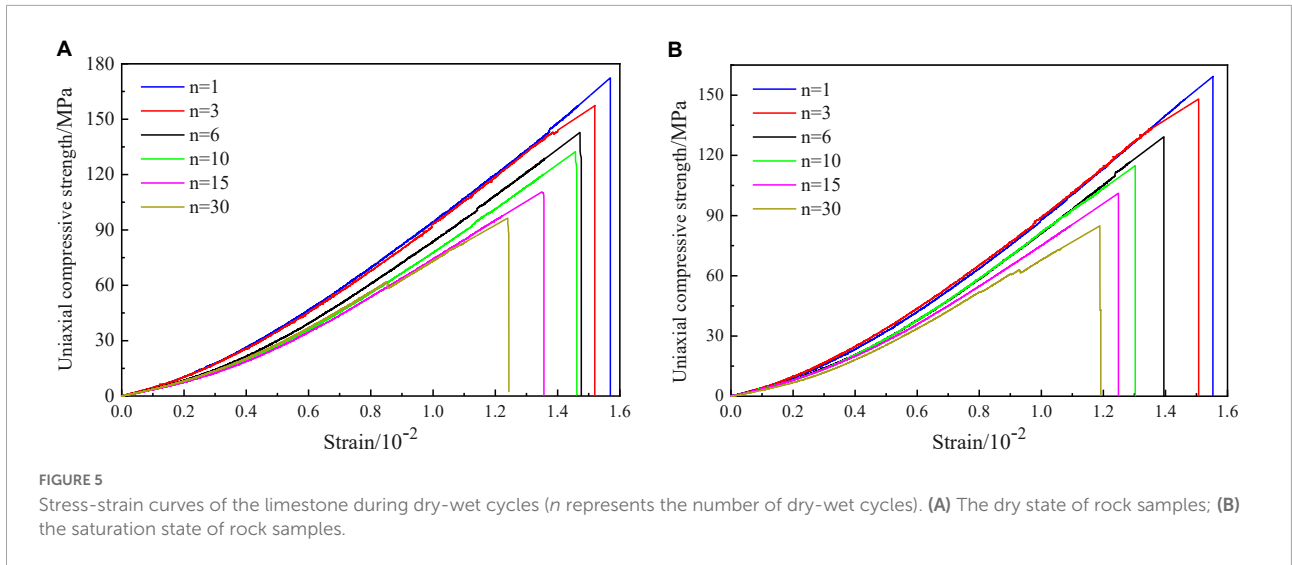 A
180
150
120
90
60
30
0
Uniaxial compressive strength/MPa
n=1
n=3
n=6
n=10
n=15
n=30
0.0 0.2 0.4 0.6 0.8 1.0 1.2 1.4 1.6
Strain/10⁻²
B
150
120
90
60
30
0
Uniaxial compressive strength/MPa
n=1
n=3
n=6
n=10
n=15
n=30
0.0 0.2 0.4 0.6 0.8 1.0 1.2 1.4 1.6
Strain/10⁻²
FIGURE 5
Stress-strain curves of the limestone during dry-wet cycles (n represents the number of dry-wet cycles). (A) The dry state of rock samples; (B)
the saturation state of rock samples.